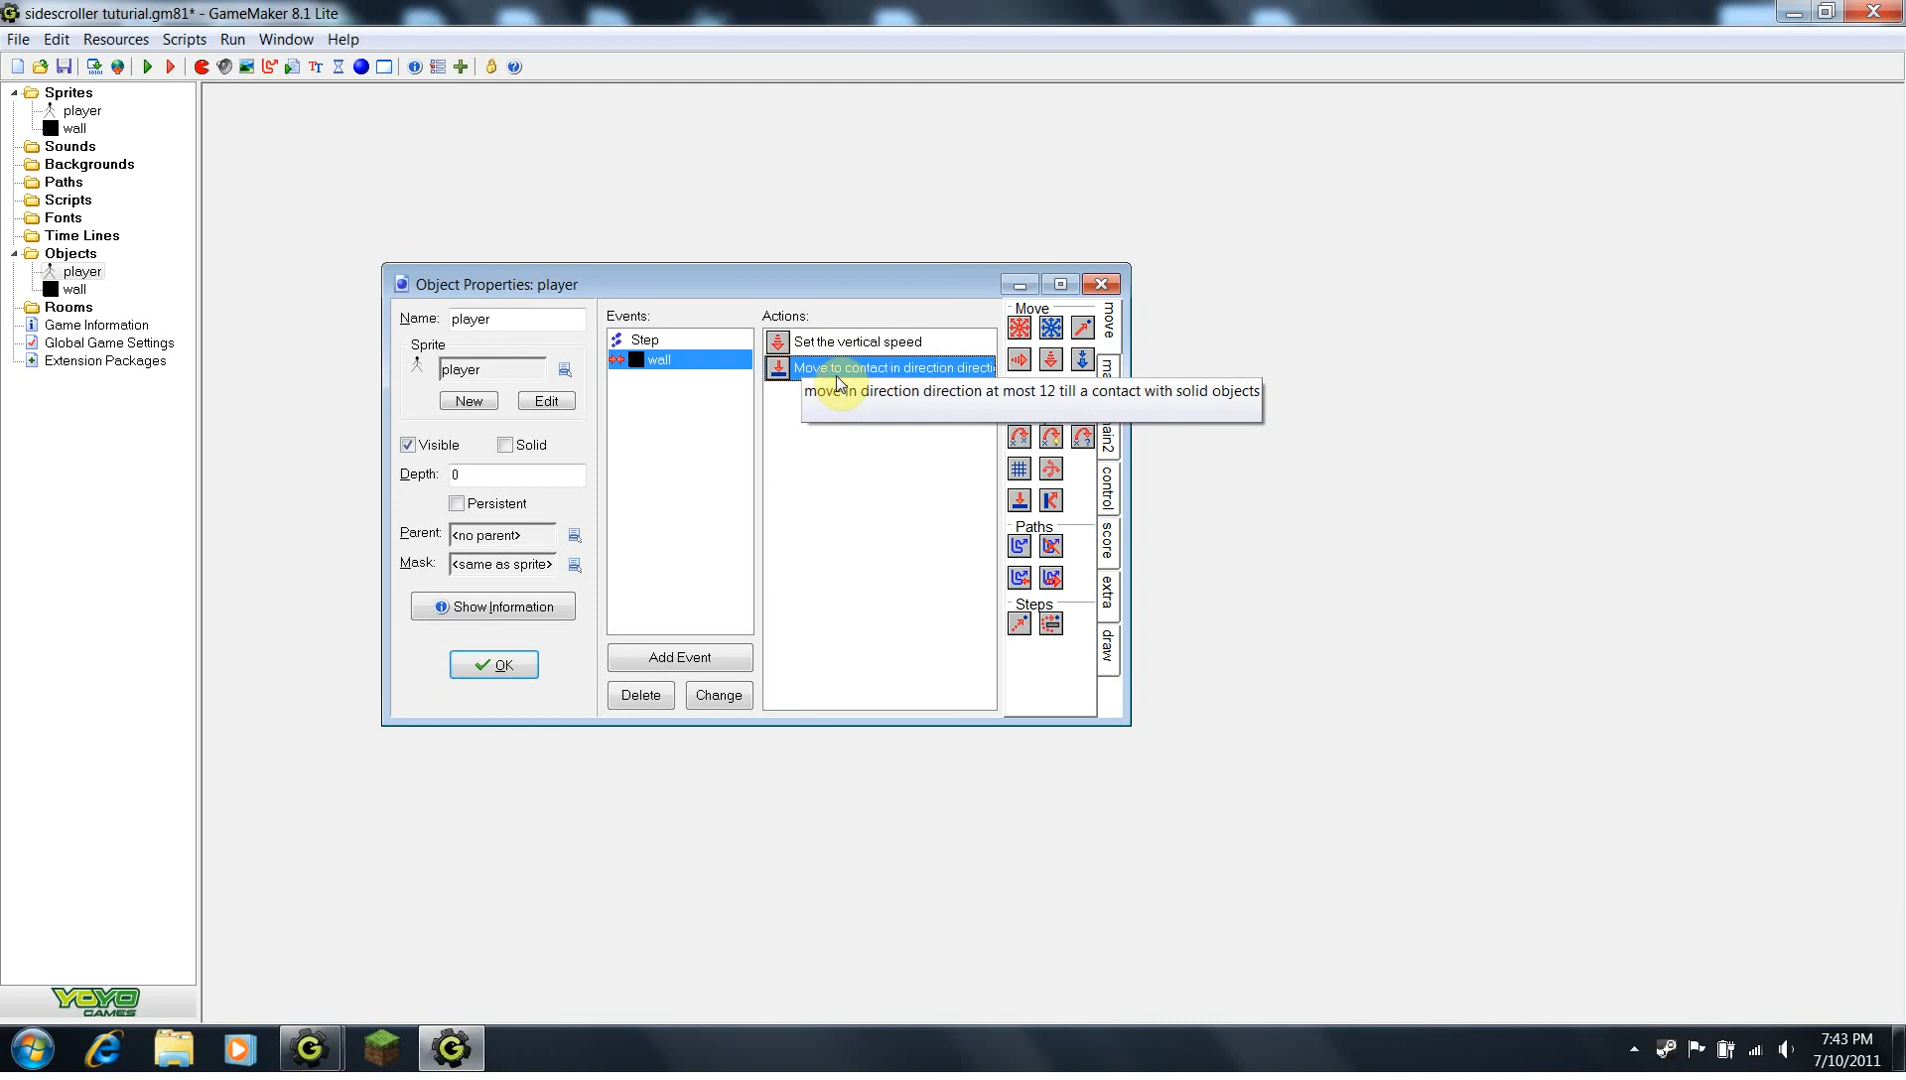 sidescroller tuturial.gm81* - GameMaker 8.1 Lite
File Edit Resources Scripts Run Window Help
Sprites
player
wall
Sounds
Backgrounds
Paths
Scripts
Fonts
Time Lines
Objects
player
wall
Rooms
Game Information
Global Game Settings
Extension Packages
Object Properties: player
Name: player
Sprite
player
New Edit
Visible Solid
Depth: 0
Persistent
Parent: <no parent>
Mask: <same as sprite>
Show Information
OK
Events:
Step
wall
Add Event
Delete Change
Actions:
Set the vertical speed
Move to contact in direction directi
move in direction direction at most 12 till a contact with solid objects
Move
Paths
Steps
move
main2
control
score
extra
draw
YOYO
GAMES
7:43 PM
7/10/2011